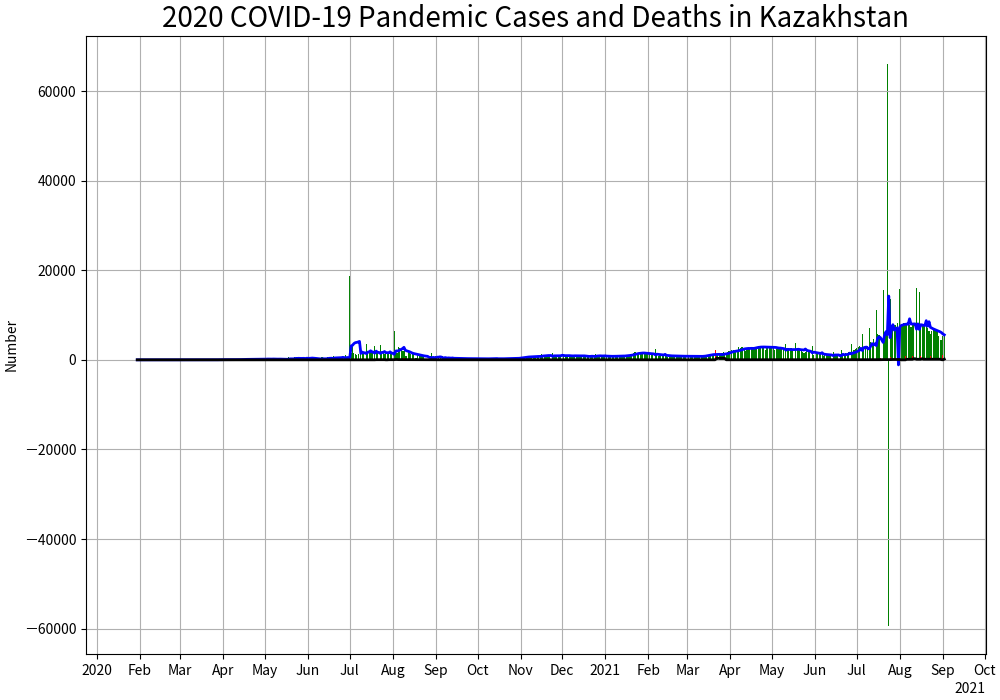 2020 COVID-19 Pandemic Cases and Deaths in Kazakhstan
Number
60000
40000
20000
0
−20000
−40000
−60000
2020 Feb Mar Apr May Jun Jul Aug Sep Oct Nov Dec 2021 Feb Mar Apr May Jun Jul Aug Sep Oct
2021